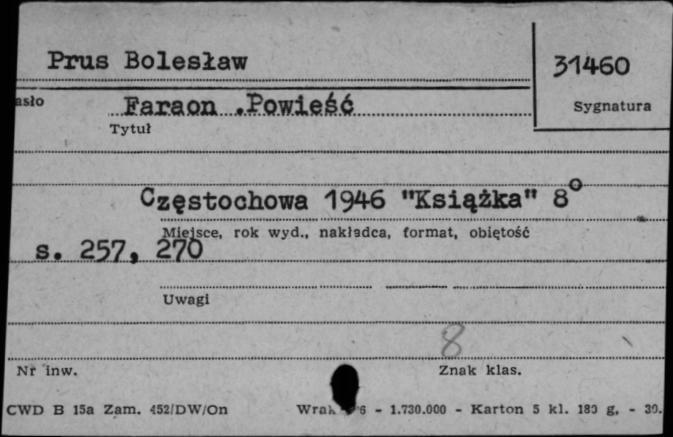 Prus Bolesław
31460
asło
Faraon .Powieść
Sygnatura
Tytuł
Częstochowa 1946 "Książka" 8°
Miejsce, rok wyd., nakładca, format, objętość
s. 257, 270
Uwagi
8
Nr inw.
Znak klas.
CWD B 15a Zam. 452/DW/On - 1.730.000 - Karton 5 kl. 180 g, - 30.